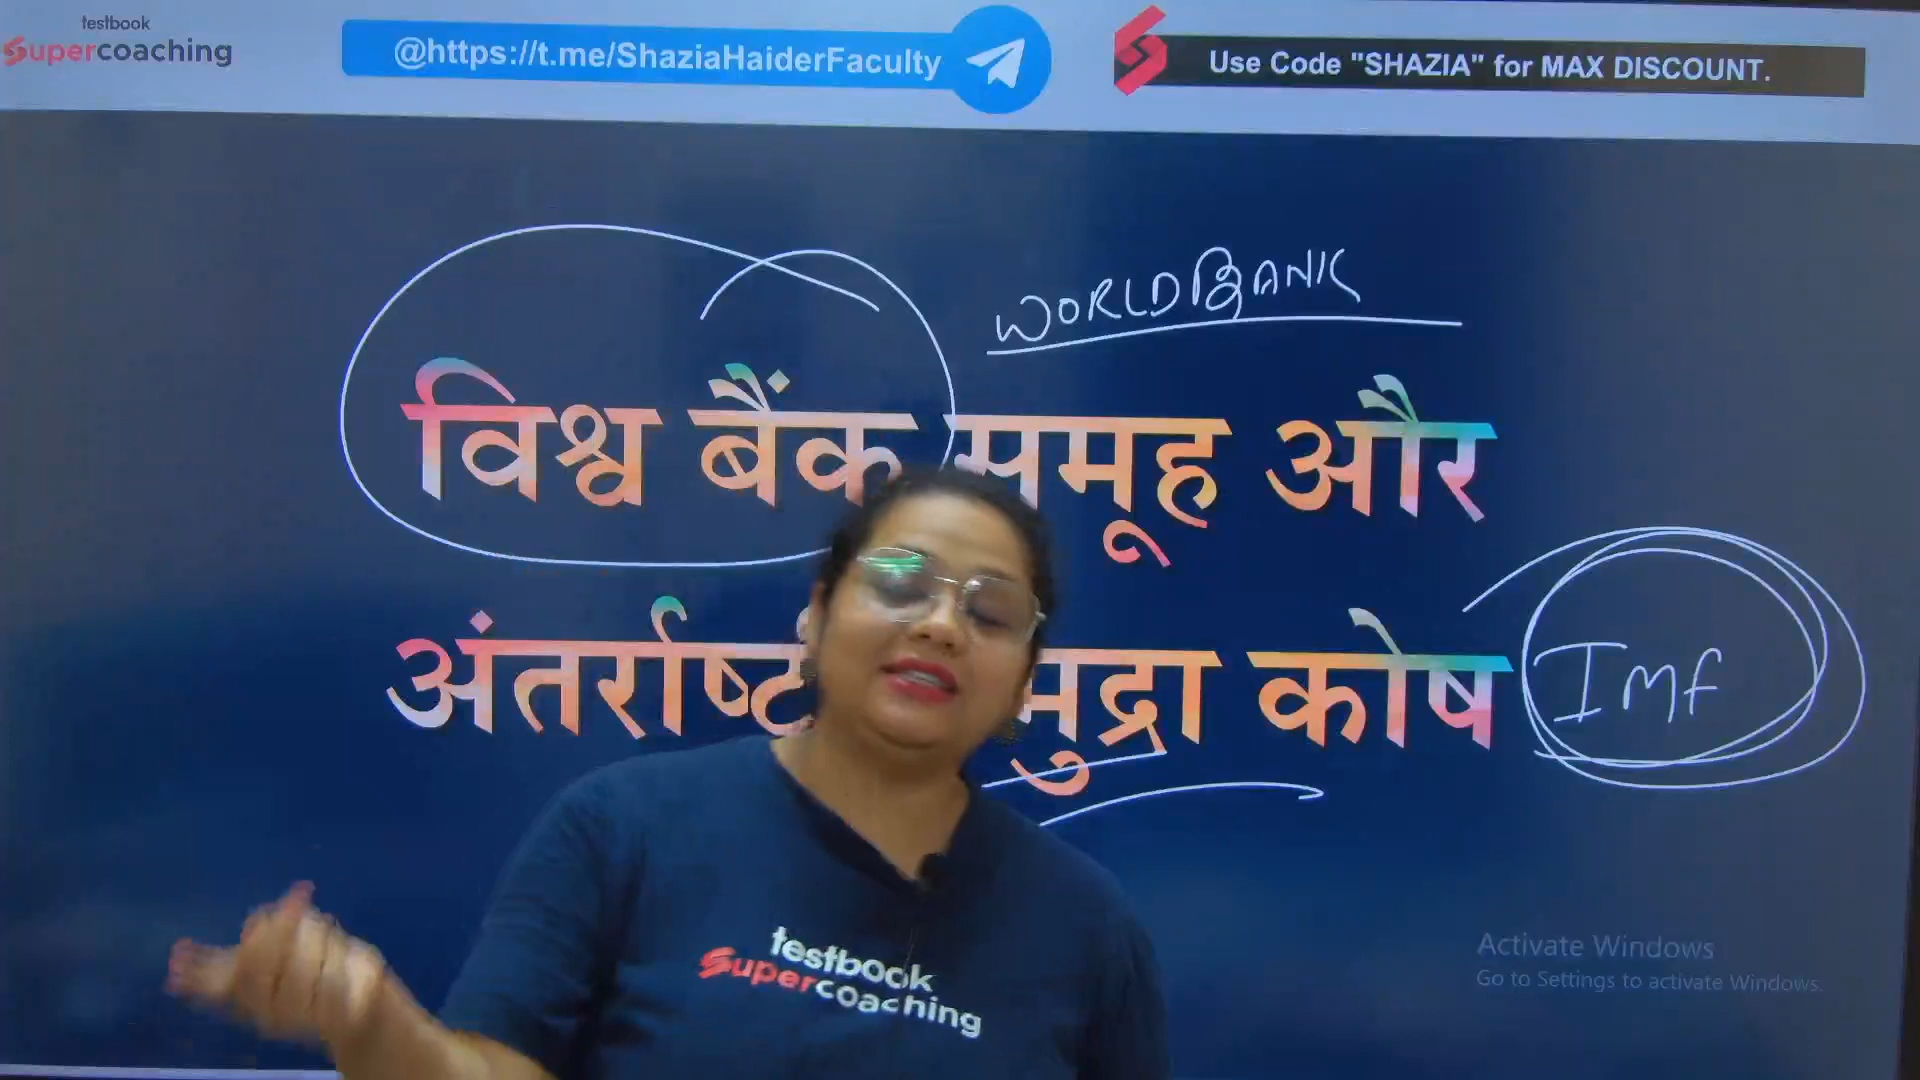 testbook
Supercoaching
@https://t.me/ShaziaHaiderFaculty
Use Code "SHAZIA" for MAX DISCOUNT.
WORLD BANK
विश्व बैंक समूह और
मुद्रा कोष
IMF
testbook
Supercoaching
Activate Windows
Go to Settings to activate Windows.